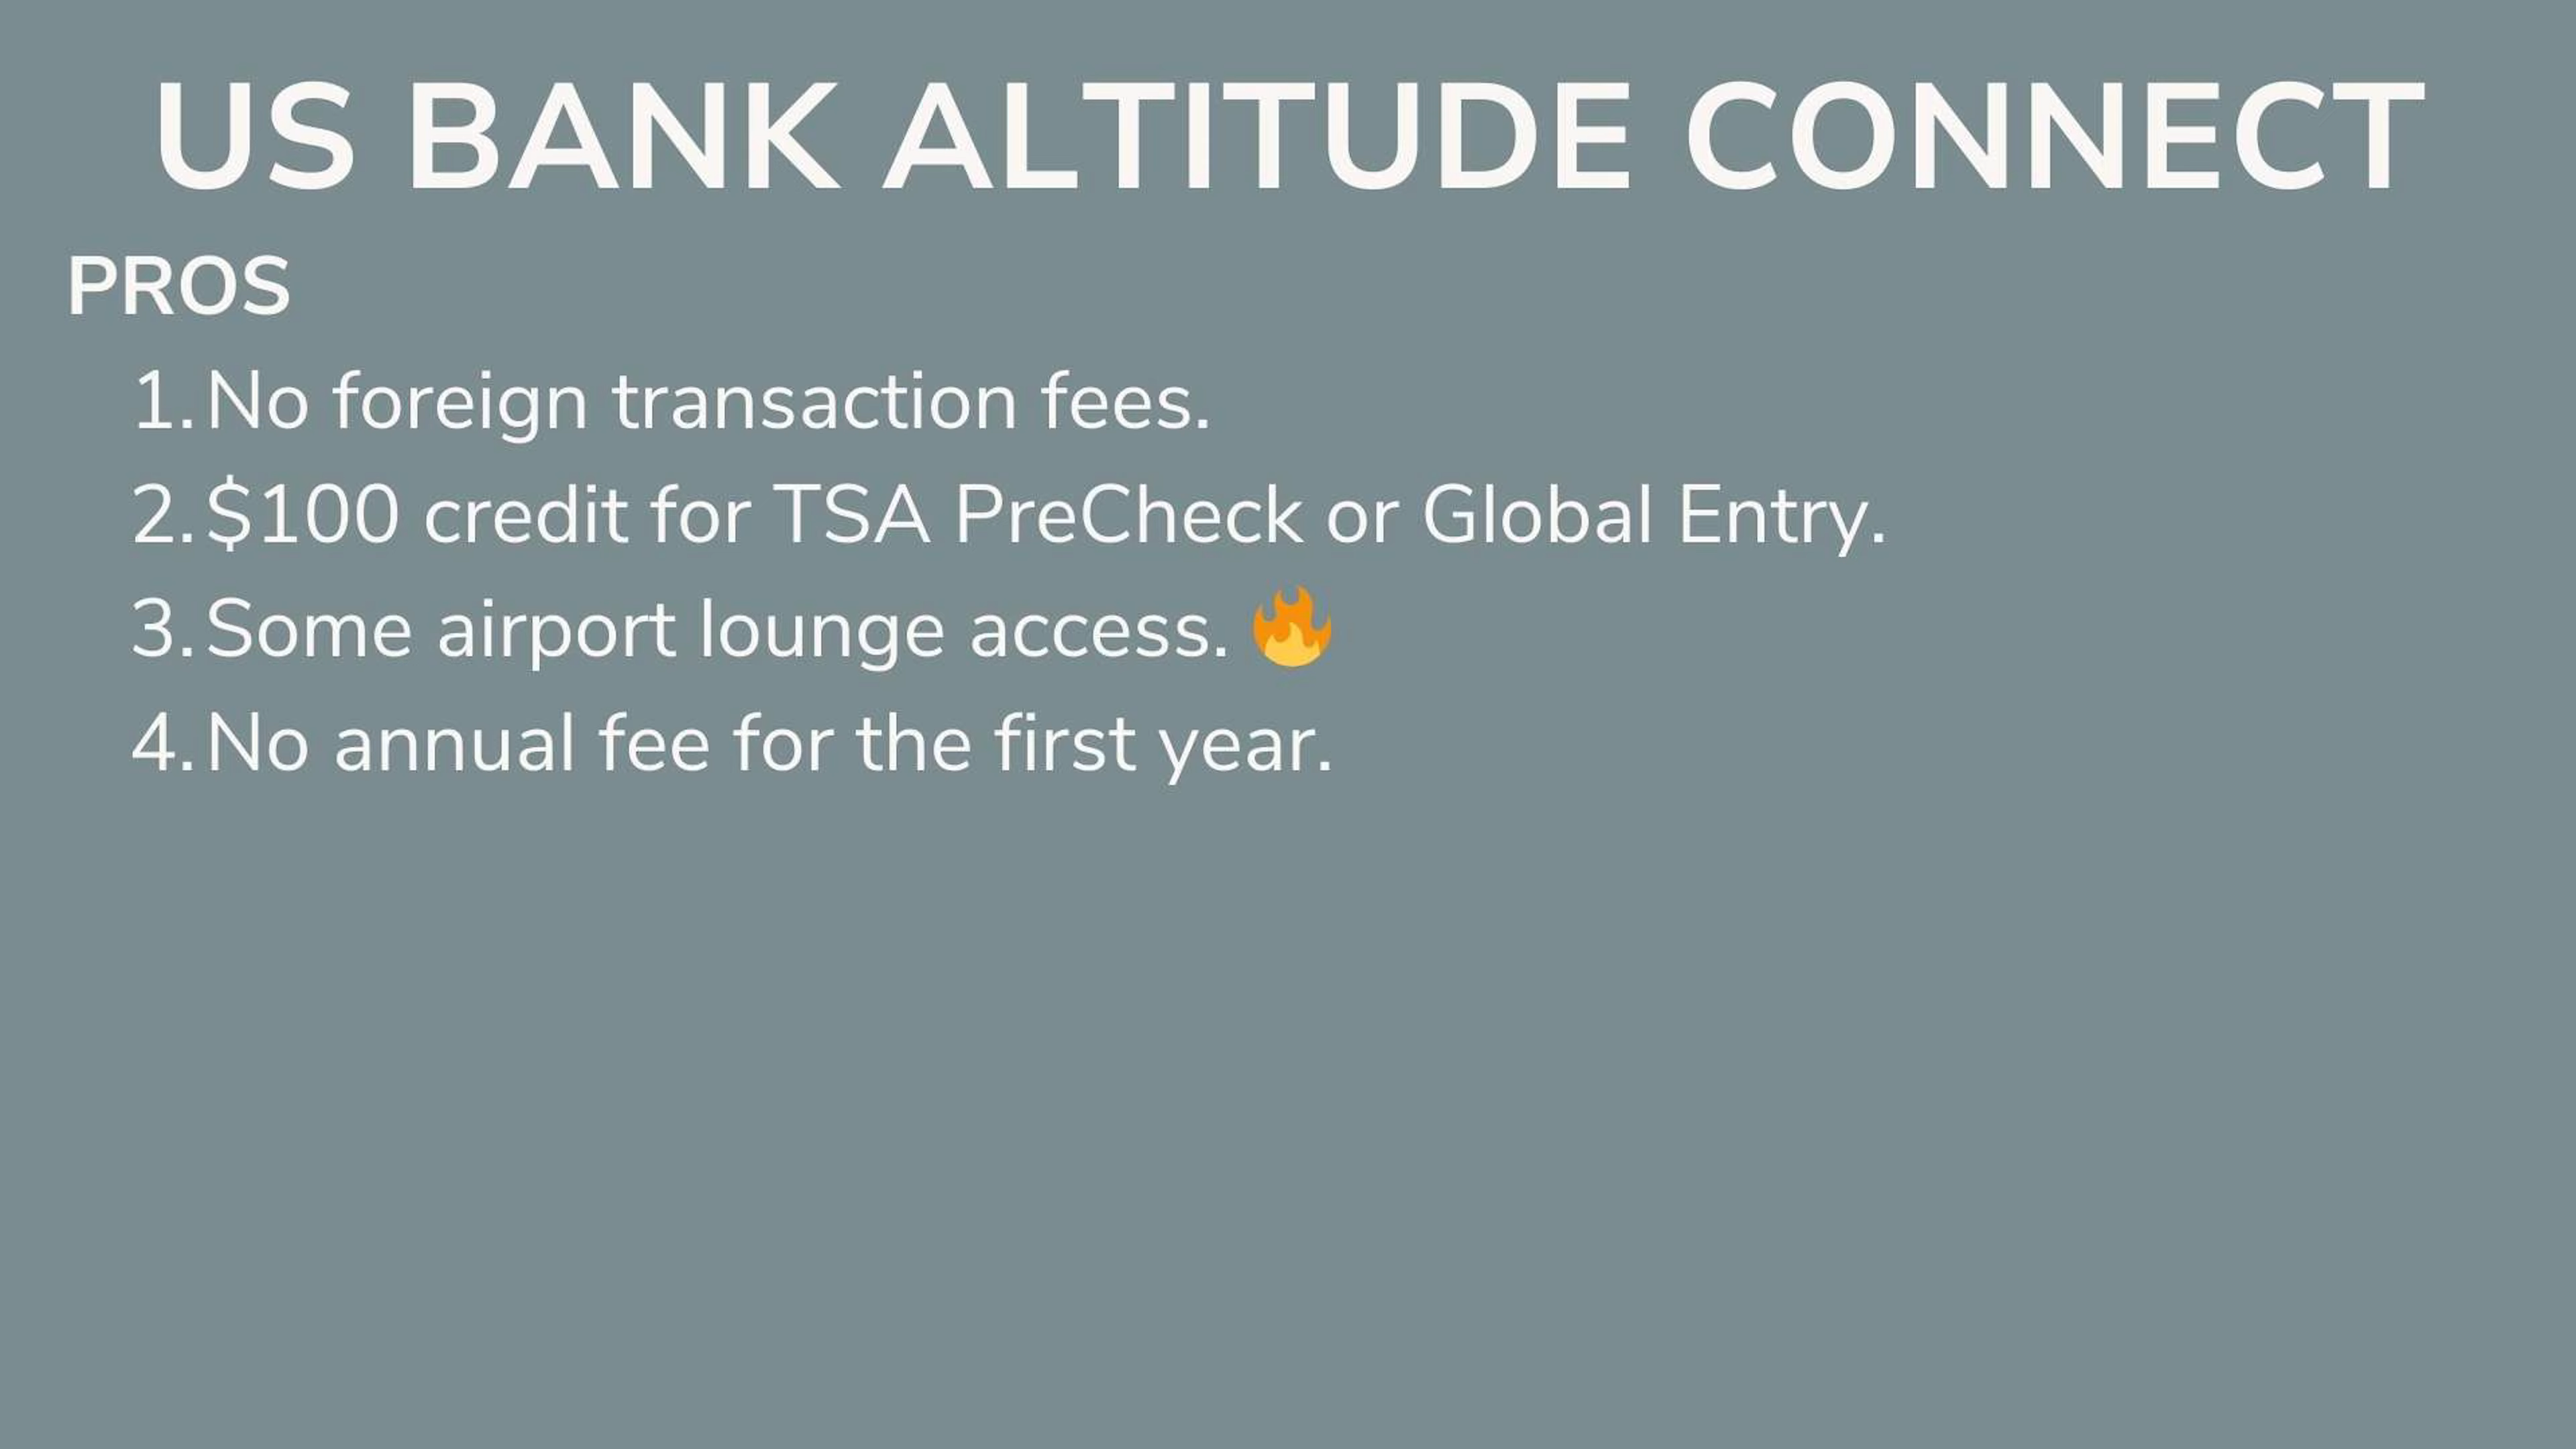 US BANK ALTITUDE CONNECT
PROS
1. No foreign transaction fees.
2. $100 credit for TSA PreCheck or Global Entry.
3. Some airport lounge access. 🔥
4. No annual fee for the first year.